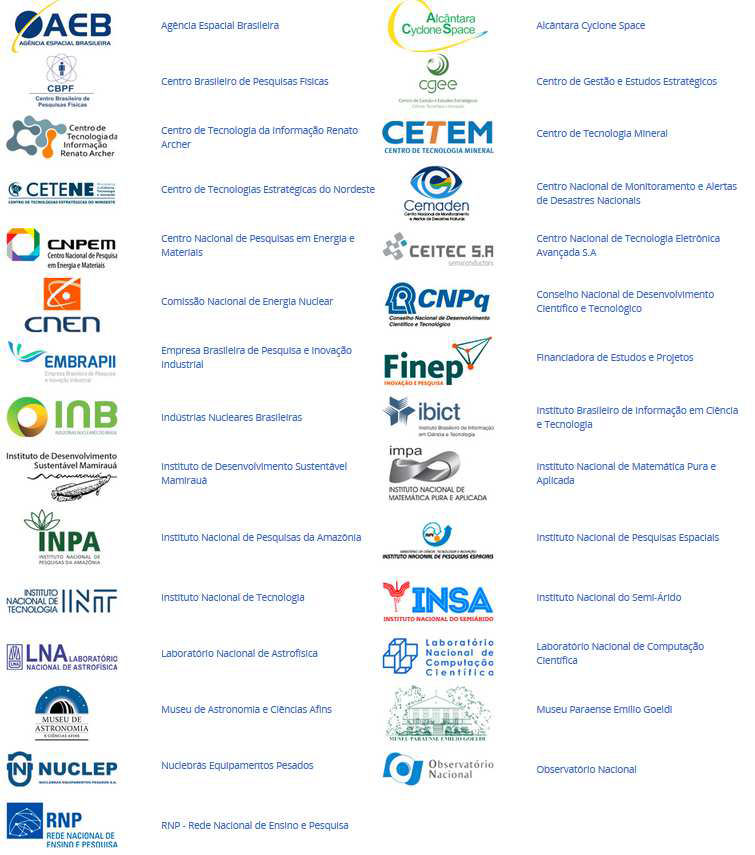 AEB
AGÊNCIA ESPACIAL BRASILEIRA
Agência Espacial Brasileira
Alcântara
Cyclone Space
Alcântara Cyclone Space
CBPF
Centro Brasileiro de
Pesquisas Físicas
Centro Brasileiro de Pesquisas Físicas
cgee
Centro de Gestão e Estudos Estratégicos
Ciência, Tecnologia e Inovação
Centro de Gestão e Estudos Estratégicos
Centro de
Tecnologia da
Informação
Renato Archer
Centro de Tecnologia da Informação Renato
Archer
CETEM
CENTRO DE TECNOLOGIA MINERAL
Centro de Tecnologia Mineral
CETENE
CENTRO DE TECNOLOGIAS ESTRATÉGICAS DO NORDESTE
Centro de Tecnologias Estratégicas do Nordeste
Cemaden
Centro Nacional de Monitoramento
e Alertas de Desastres Naturais
Centro Nacional de Monitoramento e Alertas
de Desastres Nacionais
CNPEM
Centro Nacional de Pesquisa
em Energia e Materiais
Centro Nacional de Pesquisas em Energia e
Materiais
CEITEC S.A
semiconductors
Centro Nacional de Tecnologia Eletrônica
Avançada S.A
CNEN
Comissão Nacional de Energia Nuclear
CNPq
Conselho Nacional de Desenvolvimento
Científico e Tecnológico
Conselho Nacional de Desenvolvimento
Científico e Tecnológico
EMBRAPII
Empresa Brasileira de Pesquisa
e Inovação Industrial
Empresa Brasileira de Pesquisa e Inovação
Industrial
Finep
INOVAÇÃO E PESQUISA
Financiadora de Estudos e Projetos
INB
INDÚSTRIAS NUCLEARES DO BRASIL
Indústrias Nucleares Brasileiras
ibict
Instituto Brasileiro de Informação
em Ciência e Tecnologia
Instituto Brasileiro de Informação em Ciência
e Tecnologia
Instituto de Desenvolvimento
Sustentável Mamirauá
Mamirauá
Instituto de Desenvolvimento Sustentável
Mamirauá
impa
INSTITUTO NACIONAL DE
MATEMÁTICA PURA E APLICADA
Instituto Nacional de Matemática Pura e
Aplicada
INPA
INSTITUTO NACIONAL DE
PESQUISAS DA AMAZÔNIA
Instituto Nacional de Pesquisas da Amazônia
INPE
MINISTÉRIO DA CIÊNCIA, TECNOLOGIA E INOVAÇÃO
INSTITUTO NACIONAL DE PESQUISAS ESPACIAIS
Instituto Nacional de Pesquisas Espaciais
INSTITUTO
NACIONAL DE
TECNOLOGIA
INT
Instituto Nacional de Tecnologia
INSA
INSTITUTO NACIONAL DO SEMIÁRIDO
Instituto Nacional do Semi-Árido
LNA LABORATÓRIO
NACIONAL DE ASTROFÍSICA
Laboratório Nacional de Astrofísica
Laboratório
Nacional de
Computação
Científica
Laboratório Nacional de Computação
Científica
MUSEU DE
ASTRONOMIA
E CIÊNCIAS AFINS
Museu de Astronomia e Ciências Afins
MUSEU PARAENSE EMILIO GOELDI
Museu Paraense Emílio Goeldi
NUCLEP
NUCLEBRÁS EQUIPAMENTOS PESADOS S.A.
Nuclebrás Equipamentos Pesados
Observatório
Nacional
Observatório Nacional
RNP
REDE NACIONAL DE
ENSINO E PESQUISA
RNP - Rede Nacional de Ensino e Pesquisa